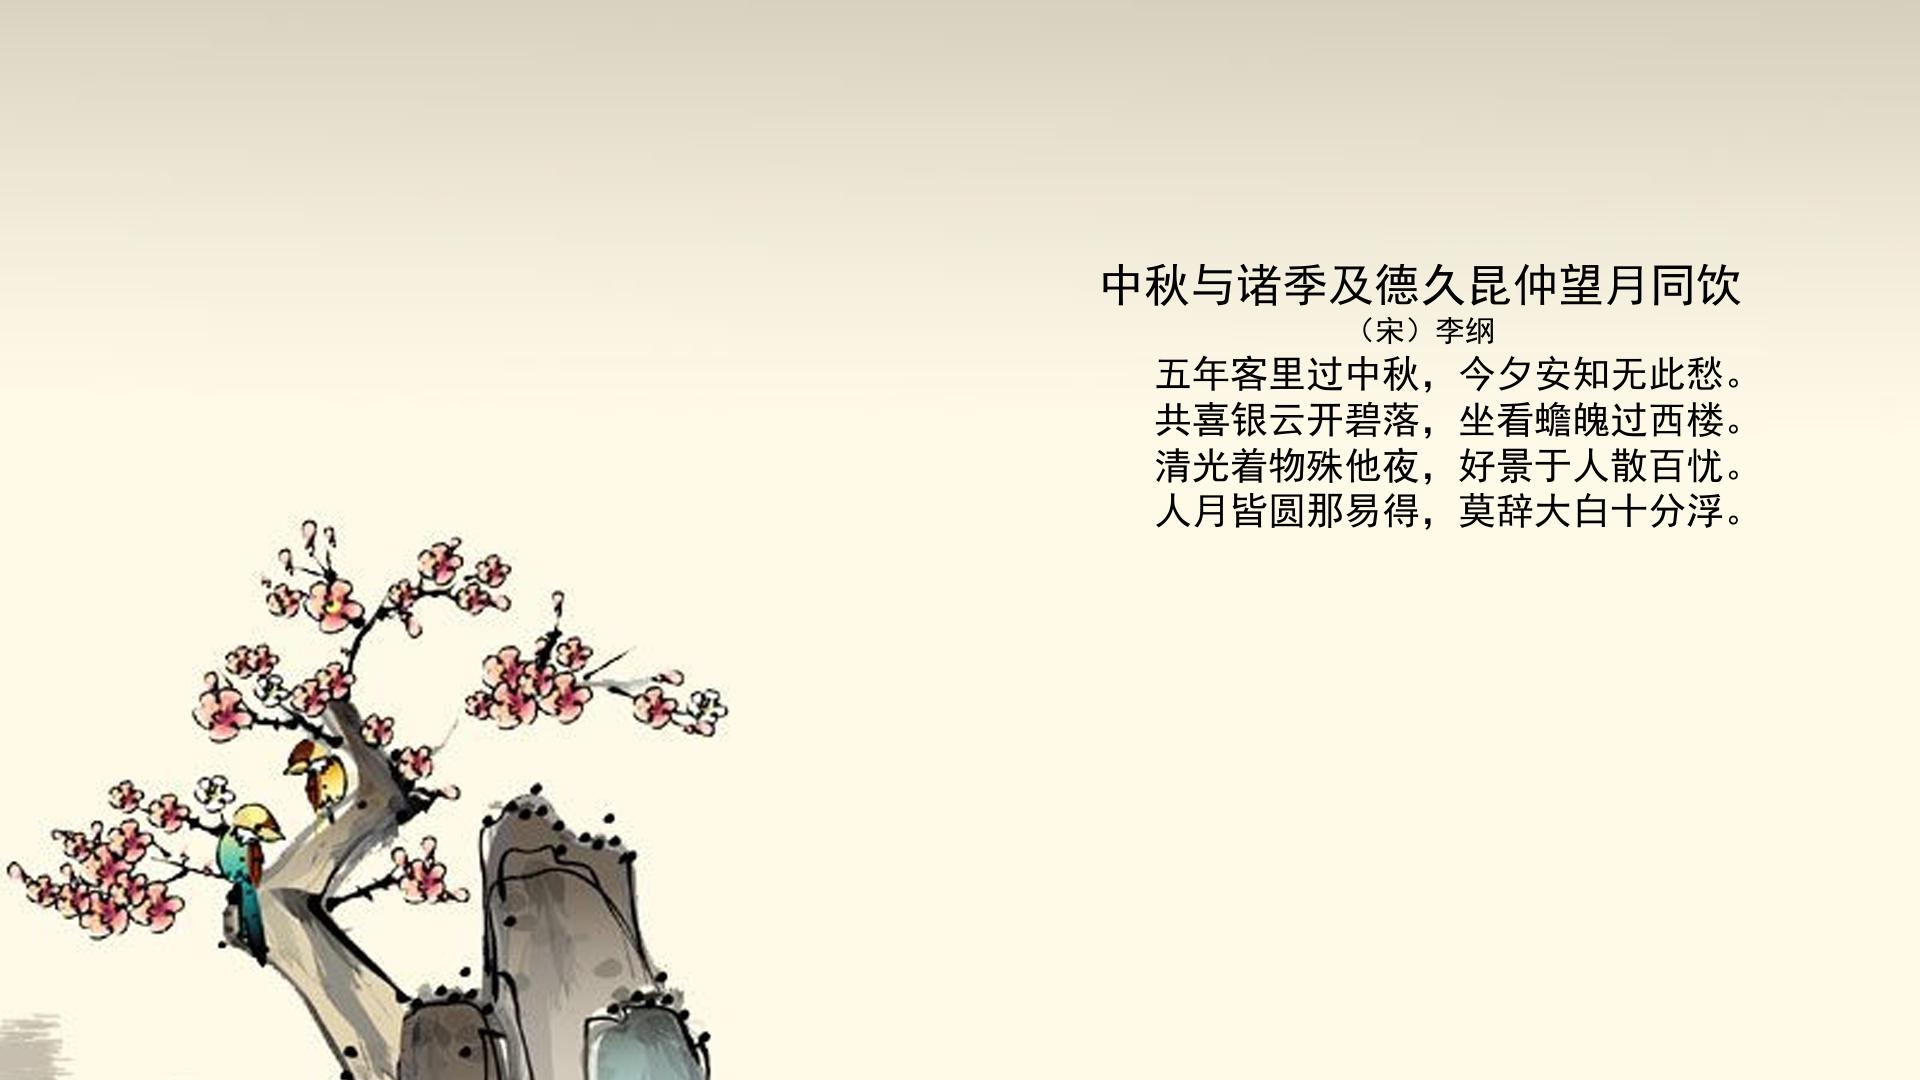 中秋与诸季及德久昆仲望月同饮
（宋）李纲
五年客里过中秋，今夕安知无此愁。
共喜银云开碧落，坐看蟾魄过西楼。
清光着物殊他夜，好景于人散百忧。
人月皆圆那易得，莫辞大白十分浮。